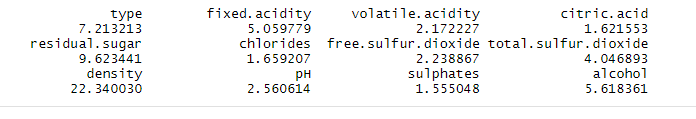 type fixed.acidity volatile.acidity citric.acid
7.213213 5.059779 2.172227 1.621553
residual.sugar chlorides free.sulfur.dioxide total.sulfur.dioxide
9.623441 1.659207 2.238867 4.046893
density pH sulphates alcohol
22.340030 2.560614 1.555048 5.618361